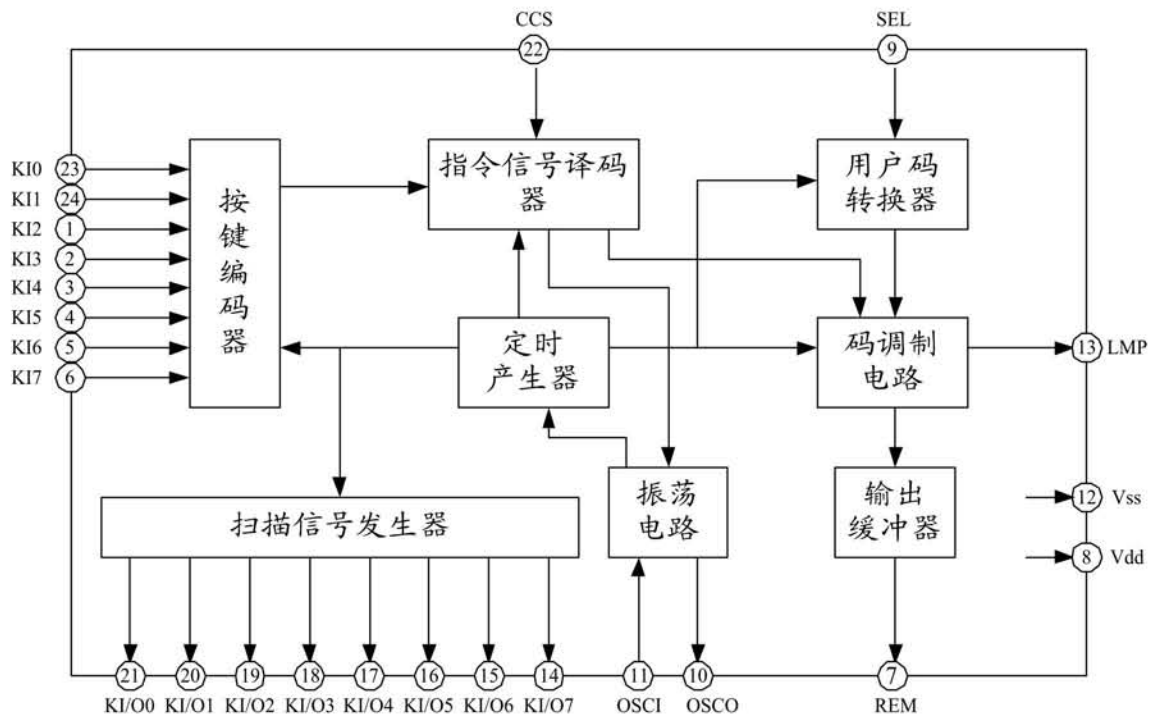 CCS
SEL
22
9
KI0 23
KI1 24
KI2 1
KI3 2
KI4 3
KI5 4
KI6 5
KI7 6
按
键
编
码
器
指令信号译码
器
用户码
转换器
定时
产生器
码调制
电路
13 LMP
扫描信号发生器
振荡
电路
输出
缓冲器
12 Vss
8 Vdd
21 20 19 18 17 16 15 14 11 10 7
KI/O0 KI/O1 KI/O2 KI/O3 KI/O4 KI/O5 KI/O6 KI/O7 OSCI OSCO REM